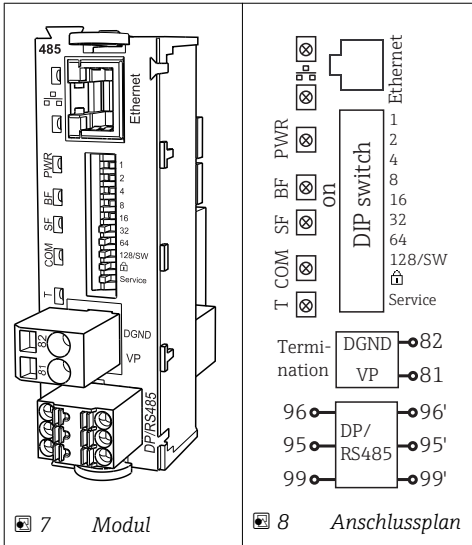 485
Ethernet
PWR
BF
SF
COM
T
1
2
4
8
16
32
64
128/SW
Service
82
81
DGND
VP
DP/RS485
7 Modul
Ethernet
PWR
BF
SF
COM
T
on
DIP switch
1
2
4
8
16
32
64
128/SW
Service
Termi-
nation
DGND
VP
82
81
96
95
99
DP/
RS485
96'
95'
99'
8 Anschlussplan